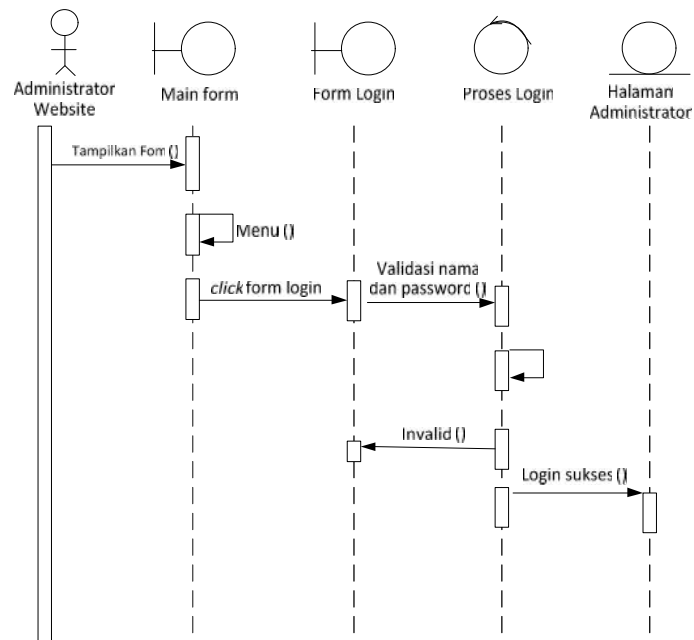 Administrator
Website
Main form
Form Login
Proses Login
Halaman
Administrator
Tampilkan Fom ()
Menu ()
click form login
Validasi nama
dan password ()
Invalid ()
Login sukses ()